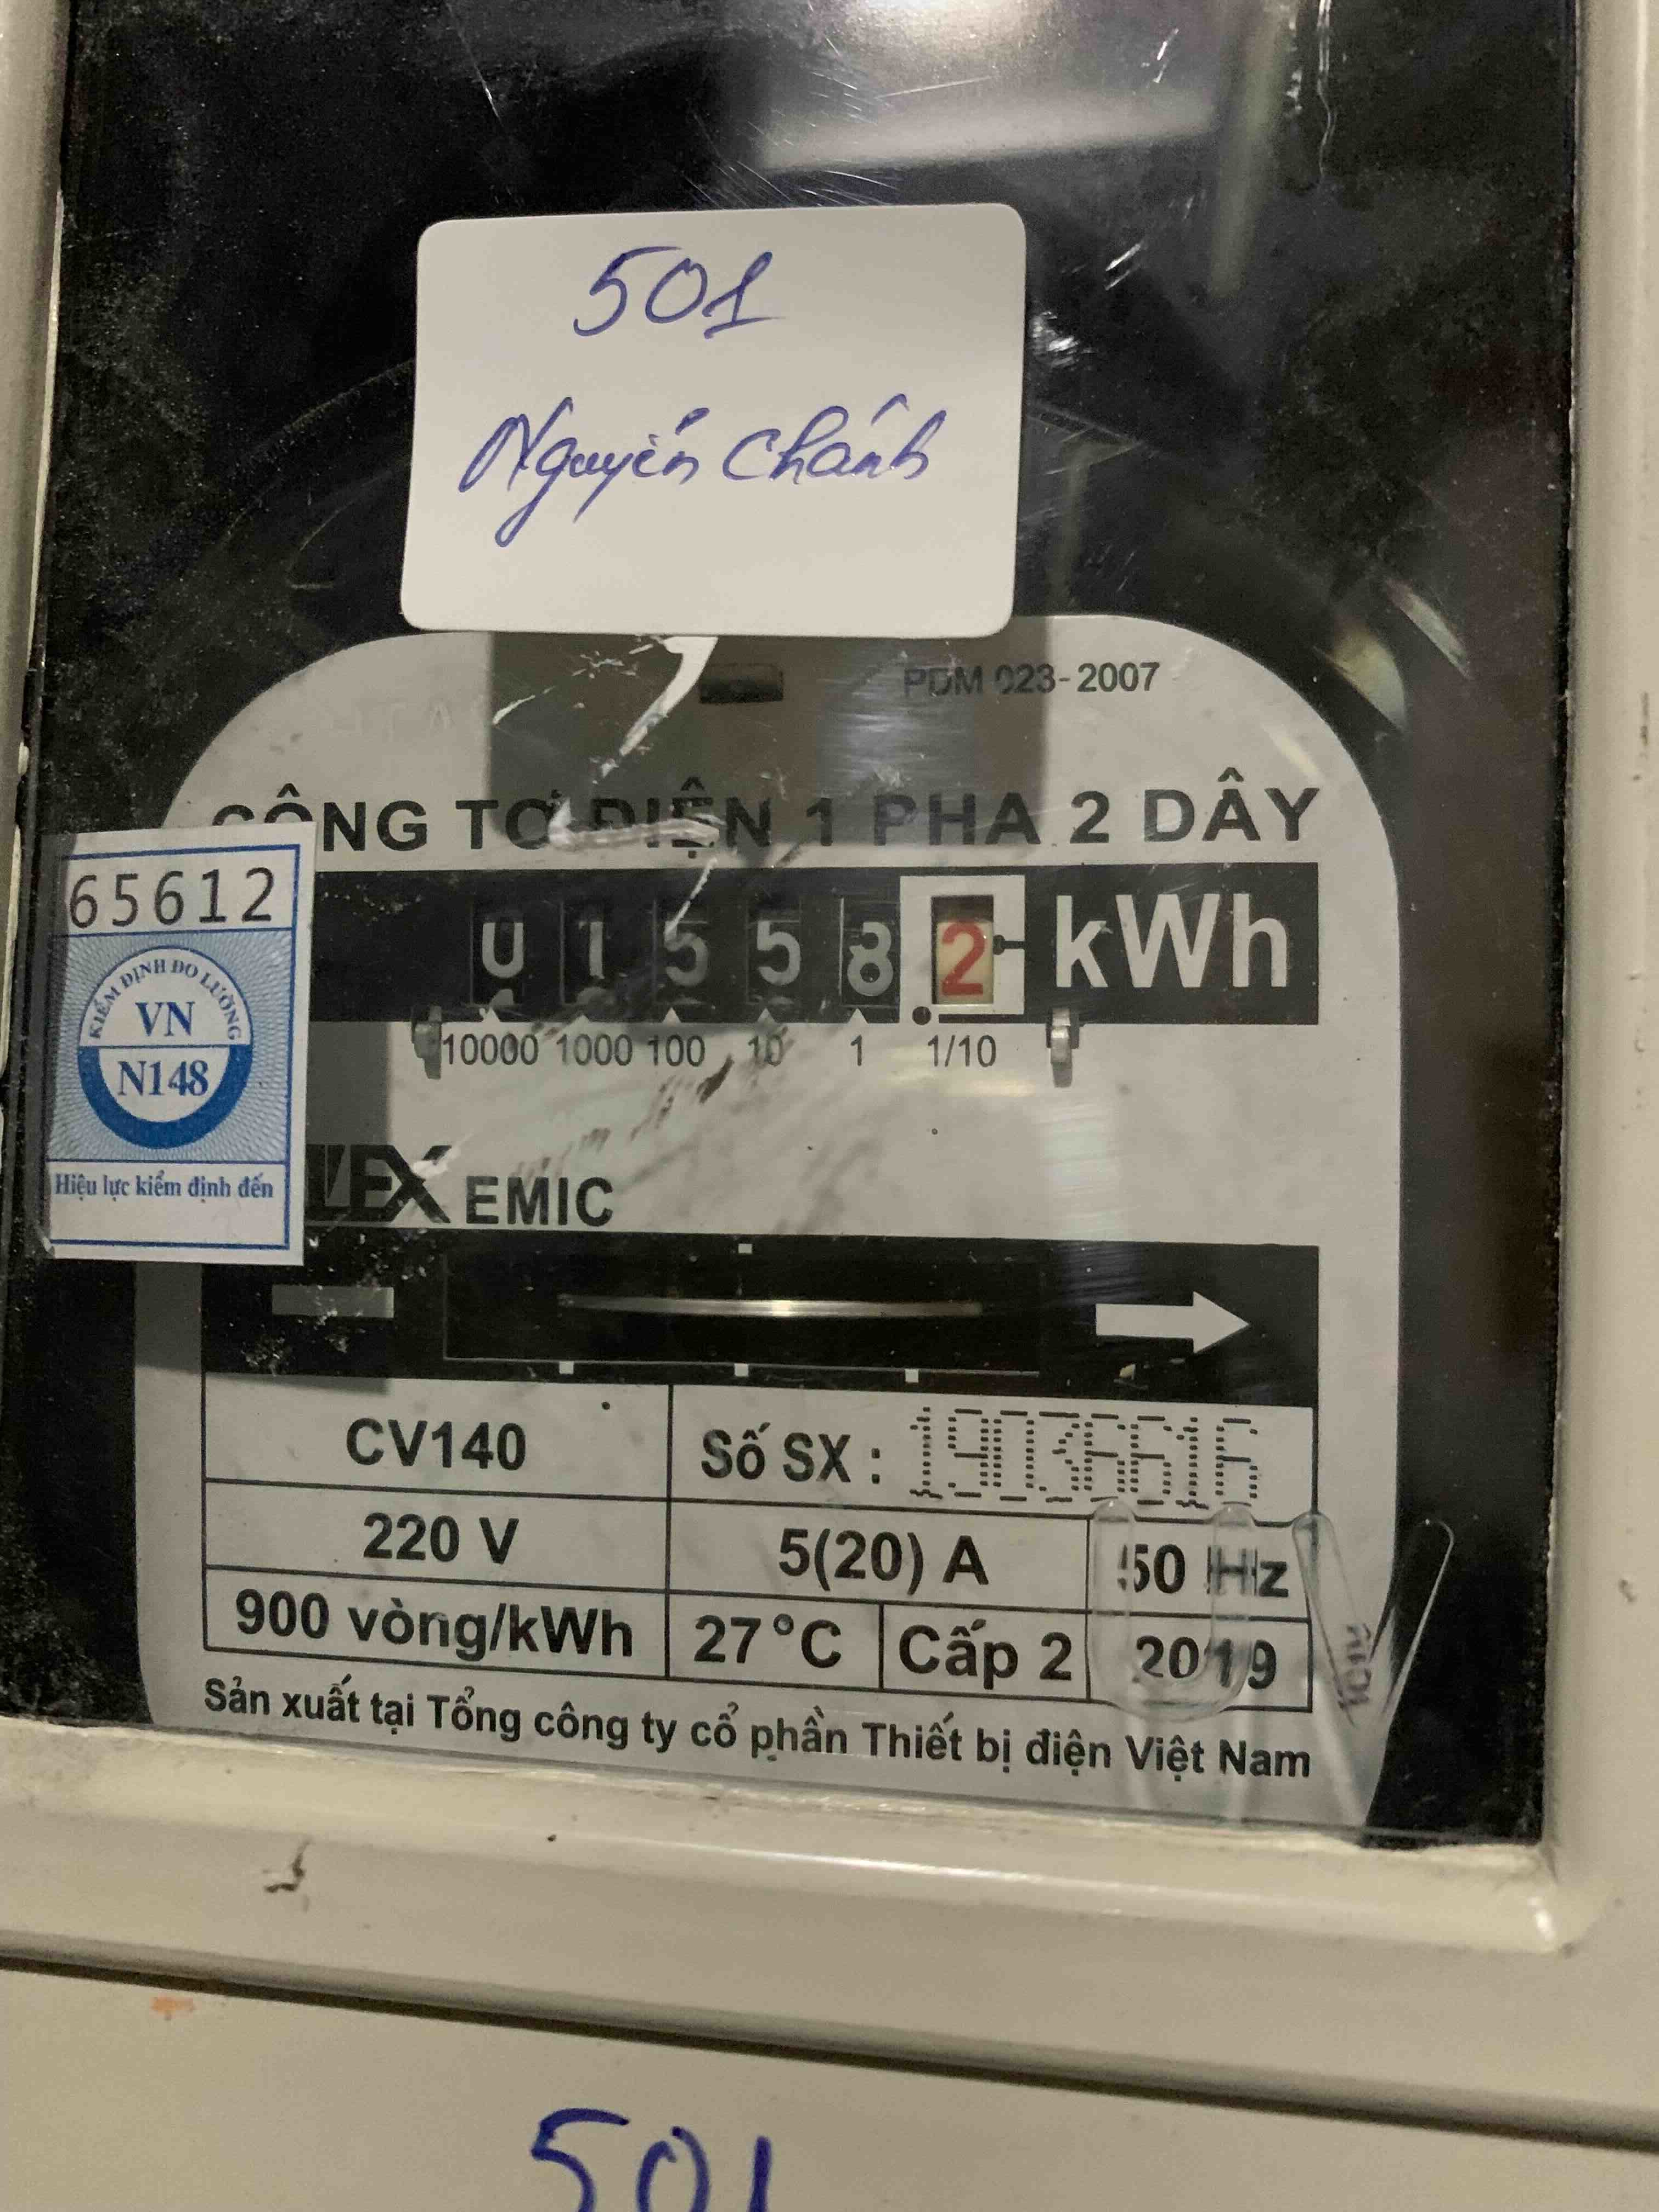 501
Nguyễn Chánh
PDM 023-2007
CÔNG TƠ ĐIỆN 1 PHA 2 DÂY
65612
KIỂM ĐỊNH ĐO LƯỜNG
VN
N148
Hiệu lực kiểm định đến
0 1 5 5 8 2 kWh
10000 1000 100 10 1 1/10
EMIC
CV140 Số SX : 19036616
220 V 5(20) A 50 Hz
900 vòng/kWh 27°C Cấp 2 2019
Sản xuất tại Tổng công ty cổ phần Thiết bị điện Việt Nam
501